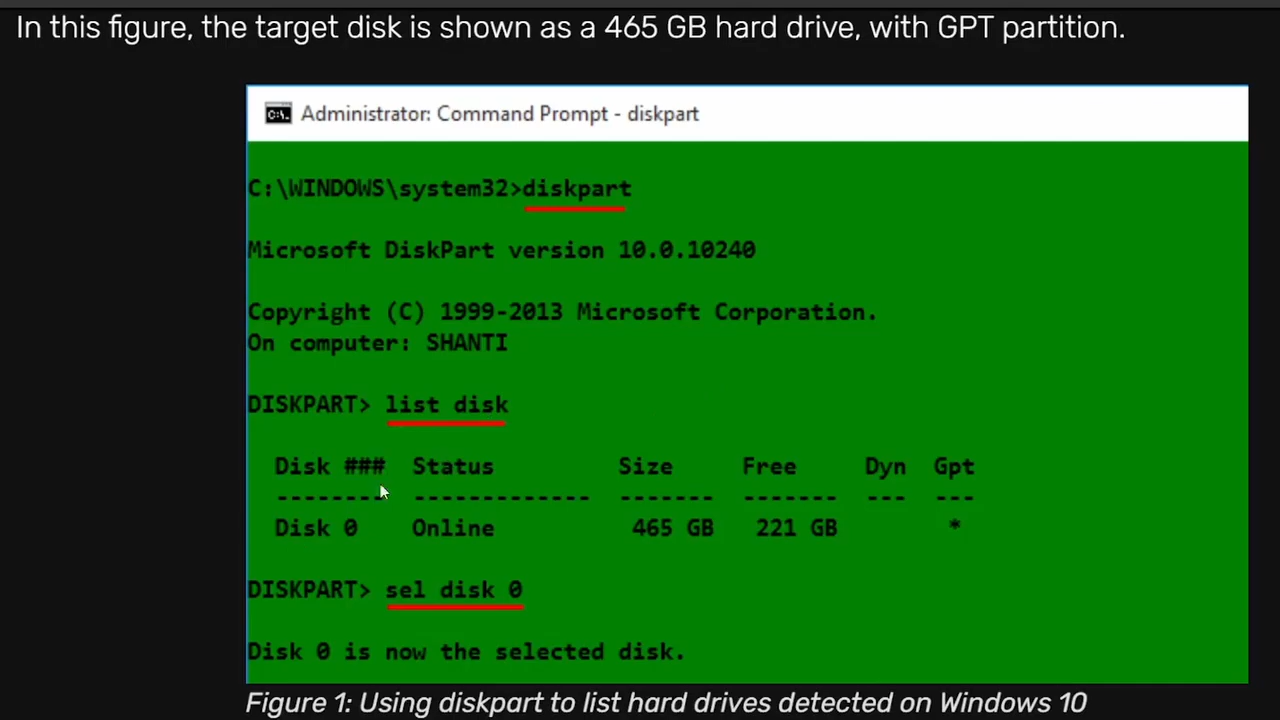 In this figure, the target disk is shown as a 465 GB hard drive, with GPT partition.
Administrator: Command Prompt - diskpart
C:\WINDOWS\system32>diskpart
Microsoft DiskPart version 10.0.10240
Copyright (C) 1999-2013 Microsoft Corporation.
On computer: SHANTI
DISKPART> list disk
Disk ###  Status         Size     Free     Dyn  Gpt
--------  -------------  -------  -------  ---  ---
Disk 0    Online          465 GB   221 GB        *
DISKPART> sel disk 0
Disk 0 is now the selected disk.
Figure 1: Using diskpart to list hard drives detected on Windows 10